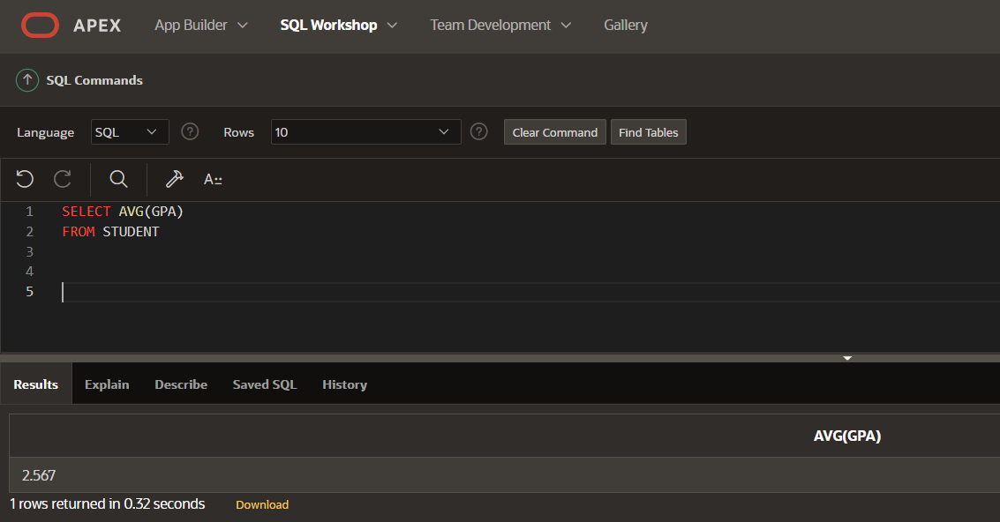 APEX App Builder SQL Workshop Team Development Gallery
SQL Commands
Language SQL ? Rows 10 ? Clear Command Find Tables
A::
1 SELECT AVG(GPA)
2 FROM STUDENT
3
4
5
Results Explain Describe Saved SQL History
AVG(GPA)
2.567
1 rows returned in 0.32 seconds Download